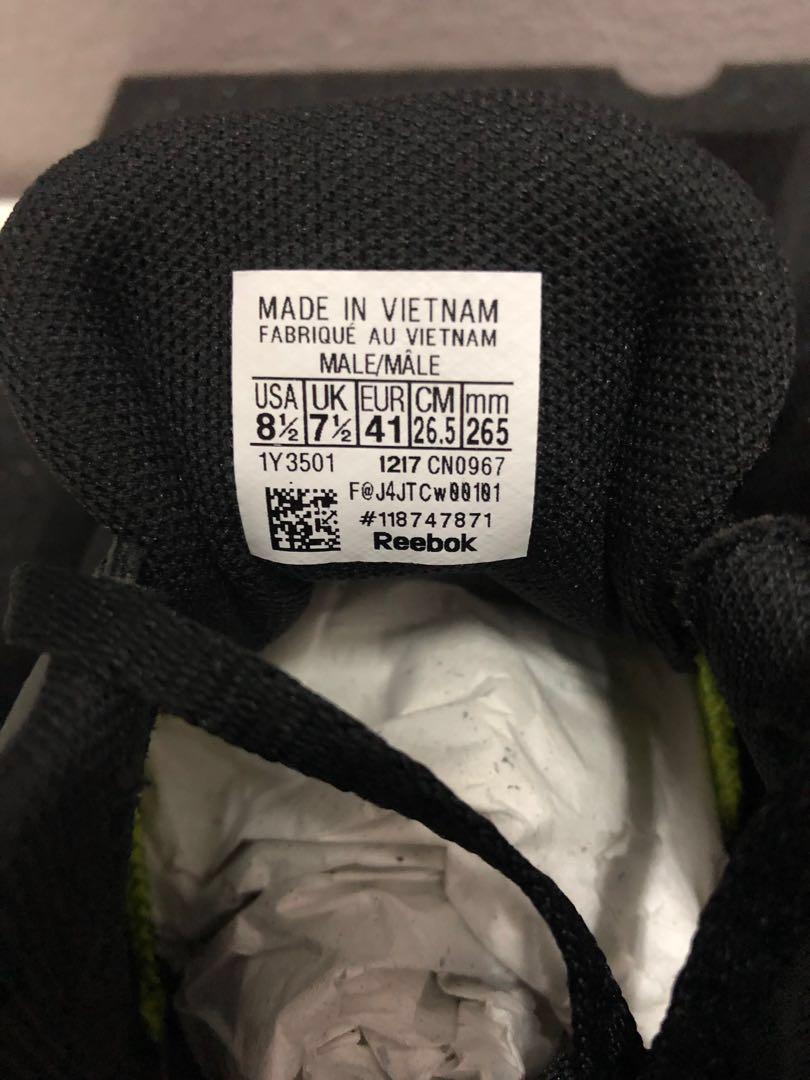 MADE IN VIETNAM
FABRIQUÉ AU VIETNAM
MALE/MÂLE
USA UK EUR CM mm
8½ 7½ 41 26.5 265
1Y3501 1217 CN0967
F@J4JTCw00101
#118747871
Reebok